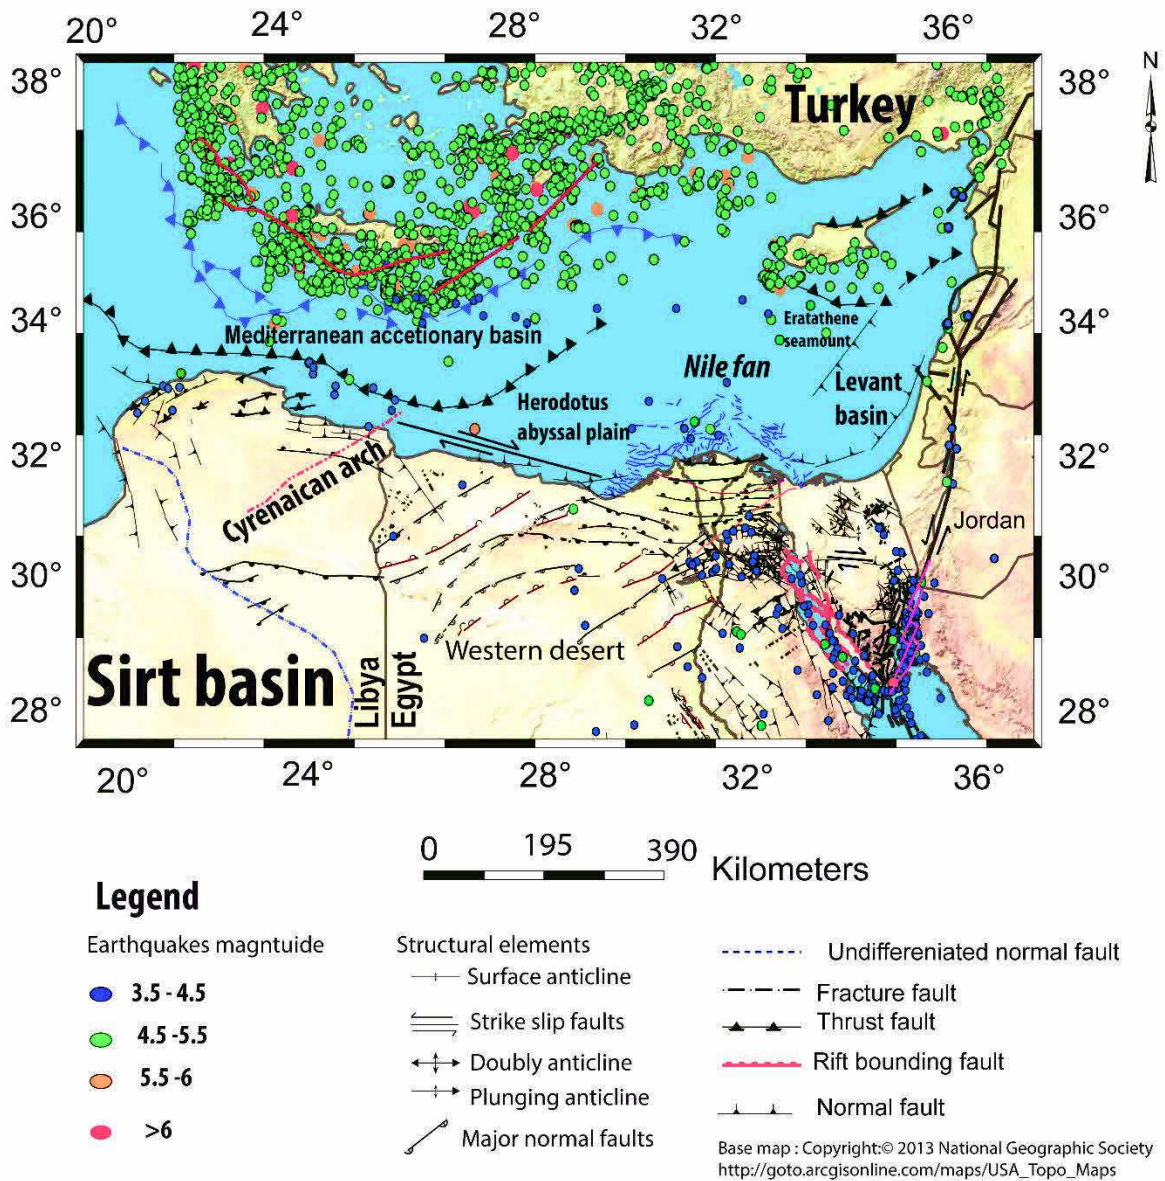 20° 24° 28° 32° 36°
N
38° 38°
Turkey
36° 36°
Eratathene
34° seamount 34°
Mediterranean accetionary basin
Nile fan
Levant
basin
Herodotus
abyssal plain
32° 32°
Cyrenaican arch
Jordan
30° 30°
Western desert
Sirt basin
Libya
Egypt
28° 28°
20° 24° 28° 32° 36°
0 195 390 Kilometers
Legend
Earthquakes magntuide
3.5 - 4.5
4.5 -5.5
5.5 -6
>6
Structural elements
Surface anticline
Strike slip faults
Doubly anticline
Plunging anticline
Major normal faults
Undiffereniated normal fault
Fracture fault
Thrust fault
Rift bounding fault
Normal fault
Base map : Copyright:© 2013 National Geographic Society
http://goto.arcgisonline.com/maps/USA_Topo_Maps